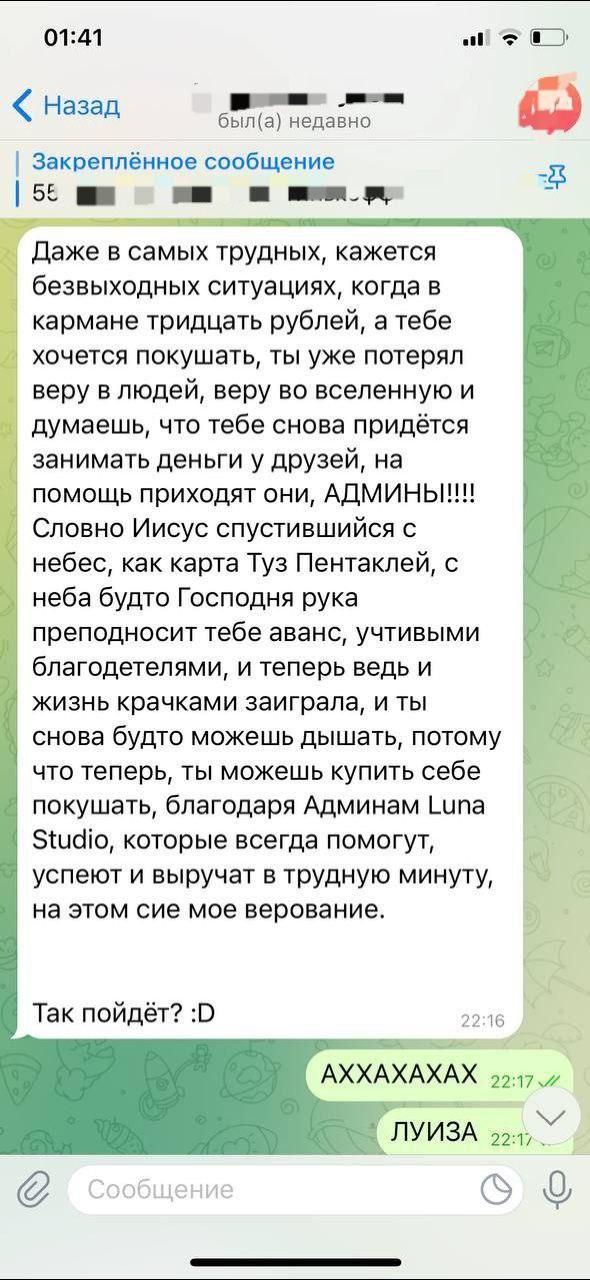 01:41
Назад
был(а) недавно
Закреплённое сообщение
Даже в самых трудных, кажется
безвыходных ситуациях, когда в
кармане тридцать рублей, а тебе
хочется покушать, ты уже потерял
веру в людей, веру во вселенную и
думаешь, что тебе снова придётся
занимать деньги у друзей, на
помощь приходят они, АДМИНЫ!!!!
Словно Иисус спустившийся с
небес, как карта Туз Пентаклей, с
неба будто Господня рука
преподносит тебе аванс, учтивыми
благодетелями, и теперь ведь и
жизнь крачками заиграла, и ты
снова будто можешь дышать, потому
что теперь, ты можешь купить себе
покушать, благодаря Админам Luna
Studio, которые всегда помогут,
успеют и выручат в трудную минуту,
на этом сие мое верование.
Так пойдёт? :D
22:16
АХХАХАХАХ 22:17
ЛУИЗА 22:17
Сообщение